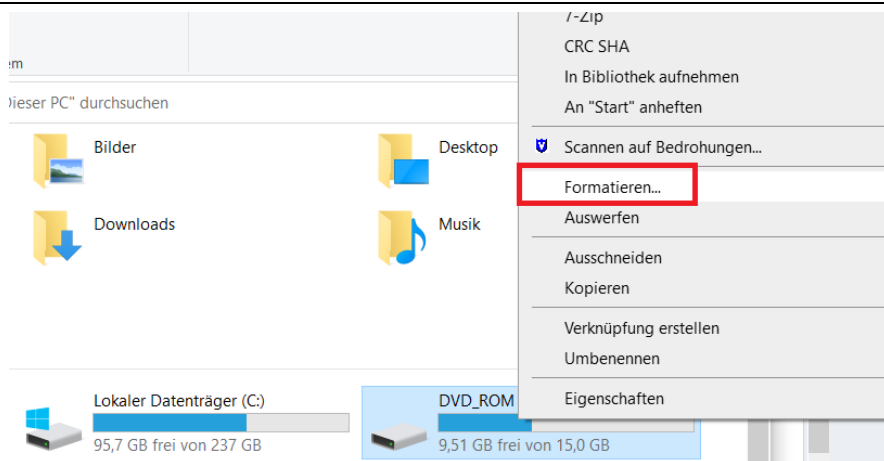 7-Zip
CRC SHA
em
In Bibliothek aufnehmen
Dieser PC" durchsuchen
An "Start" anheften
Bilder
Desktop
Scannen auf Bedrohungen...
Formatieren...
Downloads
Musik
Auswerfen
Ausschneiden
Kopieren
Verknüpfung erstellen
Umbenennen
Lokaler Datenträger (C:)
DVD_ROM
Eigenschaften
95,7 GB frei von 237 GB
9,51 GB frei von 15,0 GB